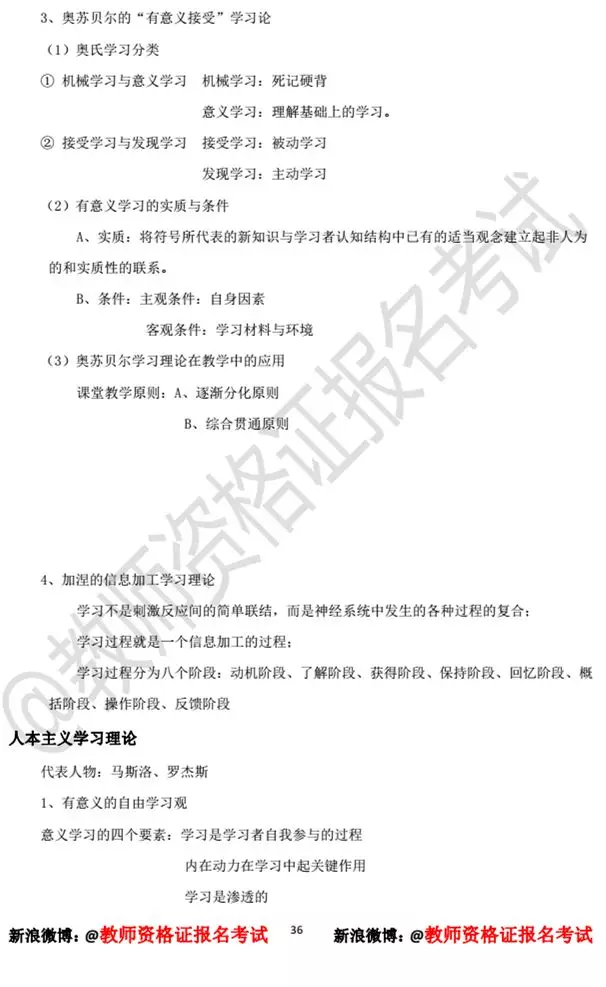 3、奥苏贝尔的“有意义接受”学习论
（1）奥氏学习分类
① 机械学习与意义学习  机械学习：死记硬背
意义学习：理解基础上的学习。
② 接受学习与发现学习  接受学习：被动学习
发现学习：主动学习
（2）有意义学习的实质与条件
A、实质：将符号所代表的新知识与学习者认知结构中已有的适当观念建立起非人为
的和实质性的联系。
B、条件：主观条件：自身因素
客观条件：学习材料与环境
（3）奥苏贝尔学习理论在教学中的应用
课堂教学原则：A、逐渐分化原则
B、综合贯通原则
@教师资格证报名考试
4、加涅的信息加工学习理论
学习不是刺激反应间的简单联结，而是神经系统中发生的各种过程的复合；
学习过程就是一个信息加工的过程；
学习过程分为八个阶段：动机阶段、了解阶段、获得阶段、保持阶段、回忆阶段、概
括阶段、操作阶段、反馈阶段
人本主义学习理论
代表人物：马斯洛、罗杰斯
1、有意义的自由学习观
意义学习的四个要素：学习是学习者自我参与的过程
内在动力在学习中起关键作用
学习是渗透的
新浪微博：@教师资格证报名考试  36  新浪微博：@教师资格证报名考试